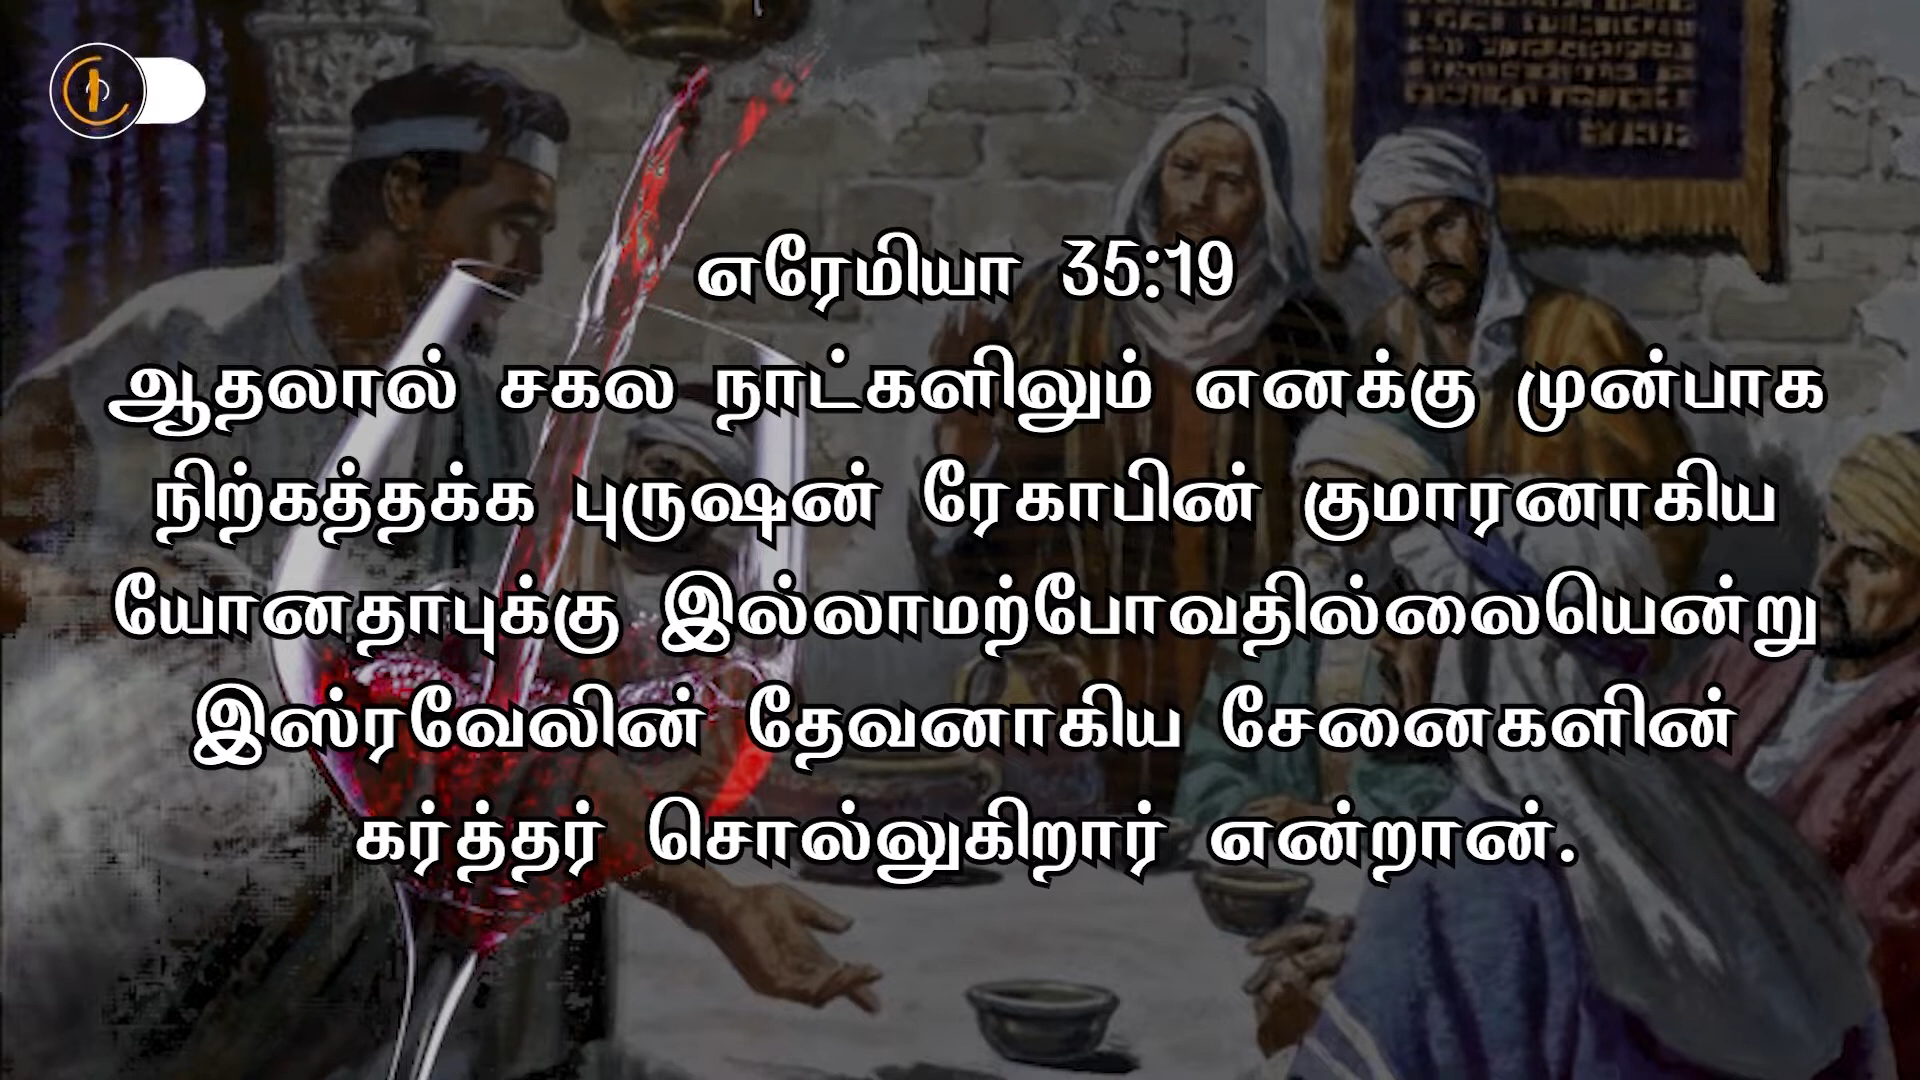 எரேமியா 35:19
ஆதலால் சகல நாட்களிலும் எனக்கு முன்பாக
நிற்கத்தக்க புருஷன் ரேகாபின் குமாரனாகிய
யோனதாபுக்கு இல்லாமற்போவதில்லையென்று
இஸ்ரவேலின் தேவனாகிய சேனைகளின்
கர்த்தர் சொல்லுகிறார் என்றான்.